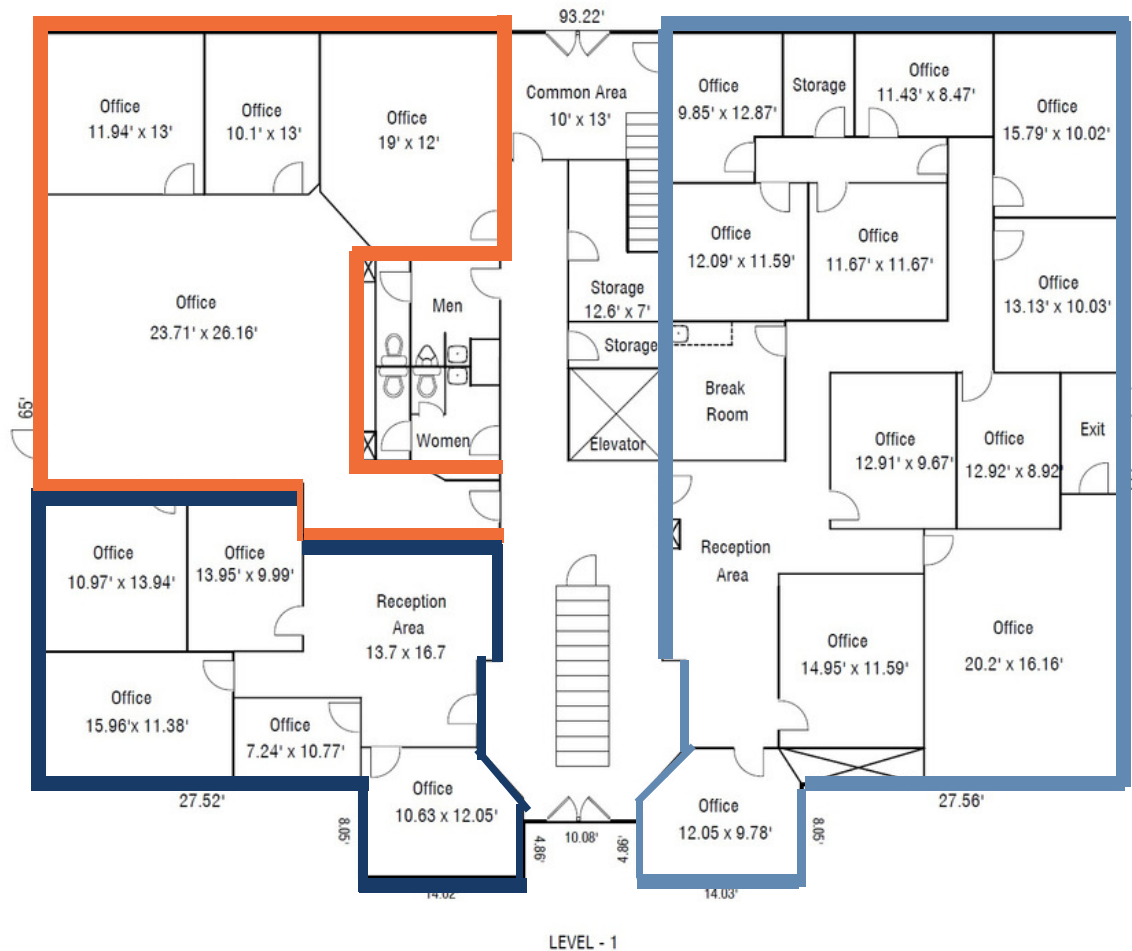 93.22'
Office
11.94' x 13'
Office
10.1' x 13'
Office
19' x 12'
Common Area
10' x 13'
Office
9.85' x 12.87'
Storage
Office
11.43' x 8.47'
Office
15.79' x 10.02'
Office
23.71' x 26.16'
Men
Women
Storage
12.6' x 7'
Storage
Elevator
Office
12.09' x 11.59'
Office
11.67' x 11.67'
Office
13.13' x 10.03'
Break
Room
Office
12.91' x 9.67'
Office
12.92' x 8.92'
Exit
65'
Office
10.97' x 13.94'
Office
13.95' x 9.99'
Reception
Area
13.7 x 16.7
Reception
Area
Office
14.95' x 11.59'
Office
20.2' x 16.16'
Office
15.96'x 11.38'
Office
7.24' x 10.77'
Office
10.63 x 12.05'
Office
12.05 x 9.78'
27.52'
27.56'
8.05'
4.86'
10.08'
4.86'
8.05'
14.02'
14.03'
LEVEL - 1